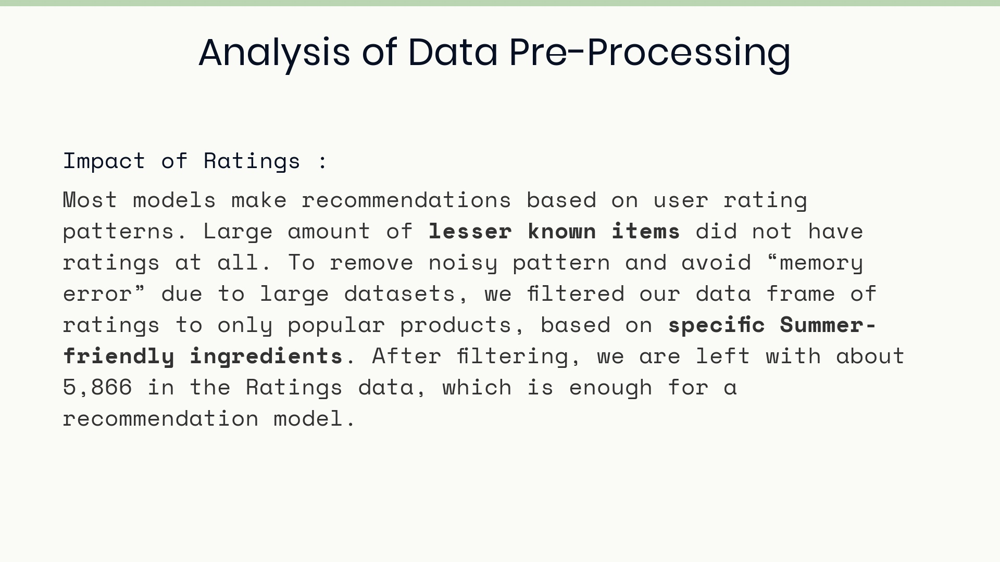 Analysis of Data Pre-Processing
Impact of Ratings :
Most models make recommendations based on user rating
patterns. Large amount of lesser known items did not have
ratings at all. To remove noisy pattern and avoid “memory
error” due to large datasets, we filtered our data frame of
ratings to only popular products, based on specific Summer-
friendly ingredients. After filtering, we are left with about
5,866 in the Ratings data, which is enough for a
recommendation model.